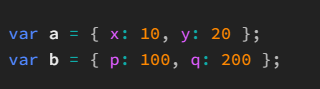 var a = { x: 10, y: 20 };
var b = { p: 100, q: 200 };